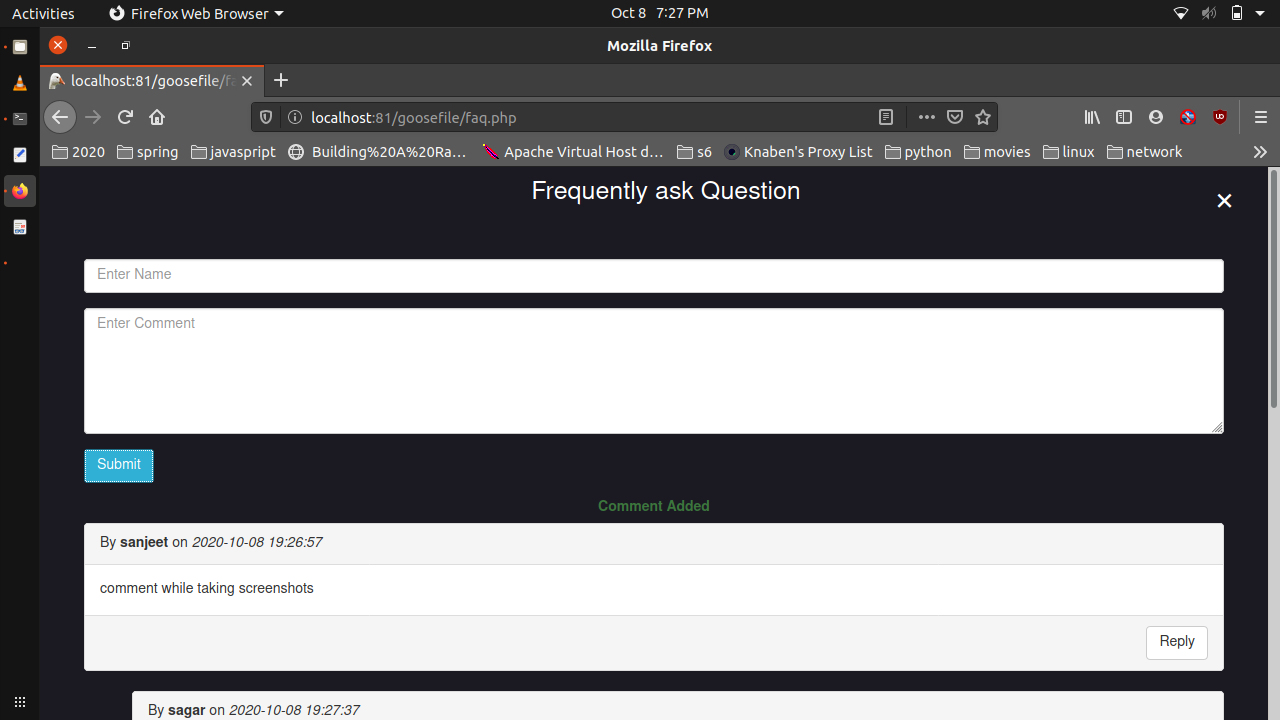 Activities Firefox Web Browser Oct 8 7:27 PM
Mozilla Firefox
localhost:81/goosefile/fa
localhost:81/goosefile/faq.php
2020 spring javaspript Building%20A%20Ra… Apache Virtual Host d… s6 Knaben's Proxy List python movies linux network
Frequently ask Question
Enter Name
Enter Comment
Submit
Comment Added
By sanjeet on 2020-10-08 19:26:57
comment while taking screenshots
Reply
By sagar on 2020-10-08 19:27:37